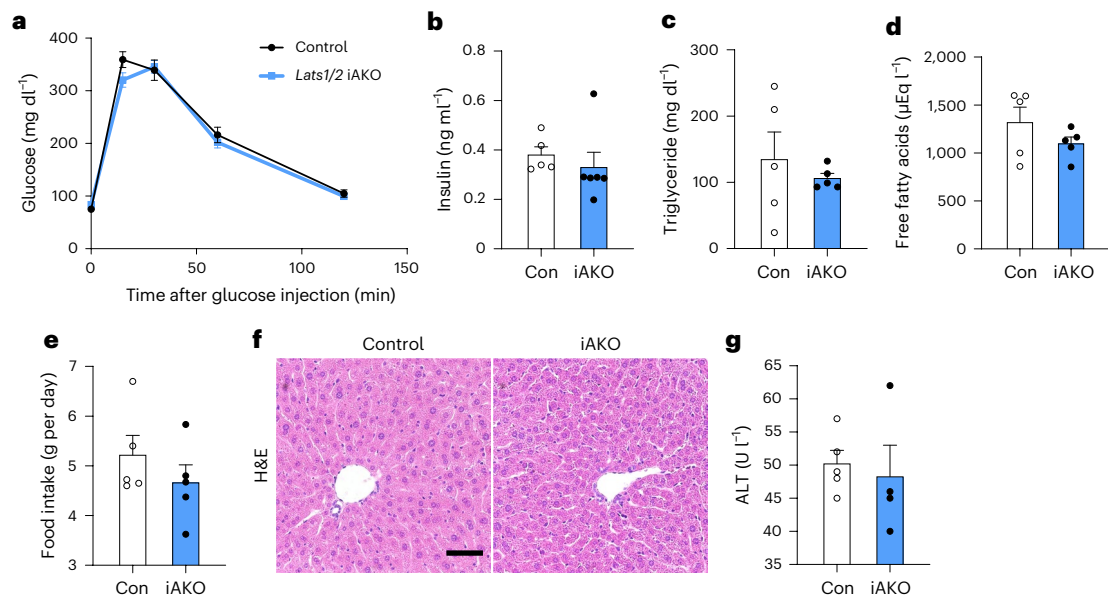 a
Glucose (mg dl⁻¹)
400
300
200
100
0
0
50
100
150
Time after glucose injection (min)
Control
Lats1/2 iAKO
b
Insulin (ng ml⁻¹)
0.8
0.6
0.4
0.2
0
Con
iAKO
c
Triglyceride (mg dl⁻¹)
300
200
100
0
Con
iAKO
d
Free fatty acids (µEq l⁻¹)
2,000
1,500
1,000
500
0
Con
iAKO
e
Food intake (g per day)
7
6
5
4
3
Con
iAKO
f
Control
iAKO
H&E
g
ALT (U l⁻¹)
65
60
55
50
45
40
35
Con
iAKO